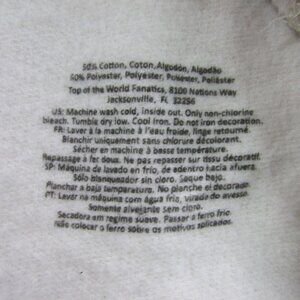 50% Cotton, Coton, Algodón, Algodão
50% Polyester, Polyester, Poliéster, Poliéster
Top of the World Fanatics, 8100 Nations Way
Jacksonville, FL 32256
US: Machine wash cold, inside out. Only non-chlorine
bleach. Tumble dry low. Cool Iron. Do not iron decoration.
FR: Laver à la machine à l'eau froide, linge retourné.
Blanchir uniquement sans chlorure décolorant.
Sécher en machine à basse température.
Repassage à fer doux. Ne pas repasser sur tissu décoratif.
SP: Máquina de lavado en frío, de adentro hacia afuera.
Sólo blanqueador sin cloro. Seque bajo.
Planchar a baja temperatura. No planche el decorado.
PT: Lavar na máquina com água fria, virado do avesso.
Somente alvejante sem cloro.
Secadora em regime suave. Passar a ferro frio.
Não colocar o ferro sobre os motivos aplicados.